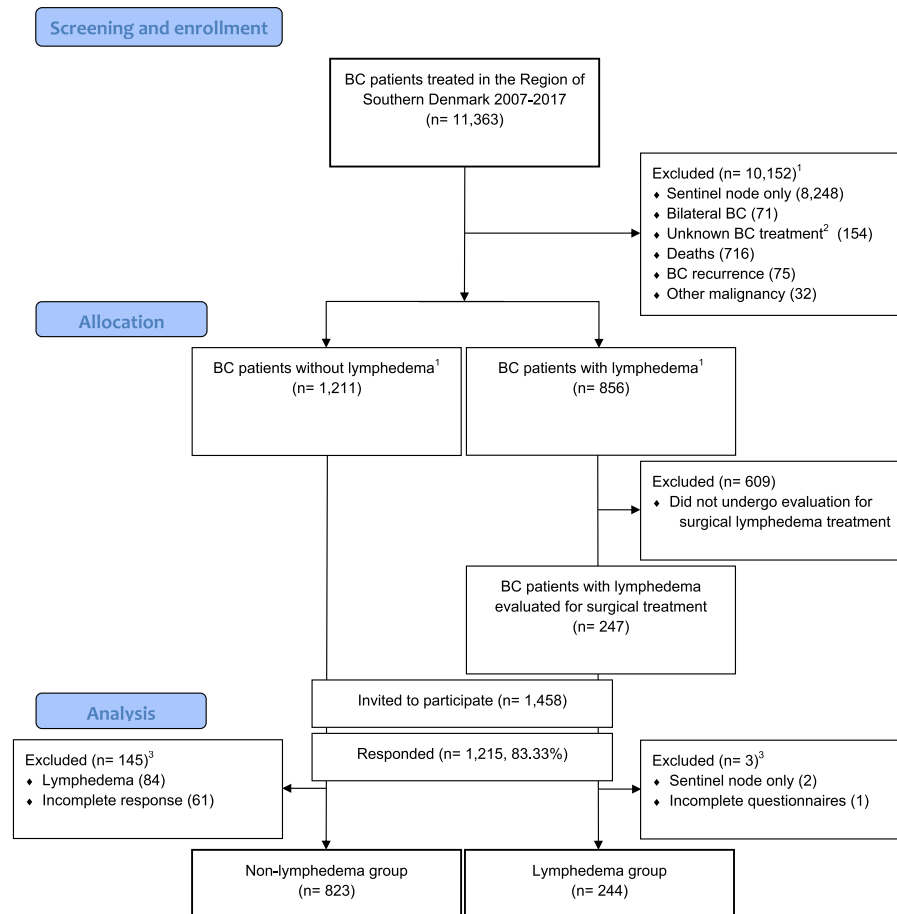 Screening and enrollment
BC patients treated in the Region of
Southern Denmark 2007-2017
(n= 11,363)
Excluded (n= 10,152)¹
♦ Sentinel node only (8,248)
♦ Bilateral BC (71)
♦ Unknown BC treatment² (154)
♦ Deaths (716)
♦ BC recurrence (75)
♦ Other malignancy (32)
Allocation
BC patients without lymphedema¹
(n= 1,211)
BC patients with lymphedema¹
(n= 856)
Excluded (n= 609)
♦ Did not undergo evaluation for
surgical lymphedema treatment
BC patients with lymphedema
evaluated for surgical treatment
(n= 247)
Invited to participate (n= 1,458)
Analysis
Responded (n= 1,215, 83.33%)
Excluded (n= 145)³
♦ Lymphedema (84)
♦ Incomplete response (61)
Excluded (n= 3)³
♦ Sentinel node only (2)
♦ Incomplete questionnaires (1)
Non-lymphedema group
(n= 823)
Lymphedema group
(n= 244)